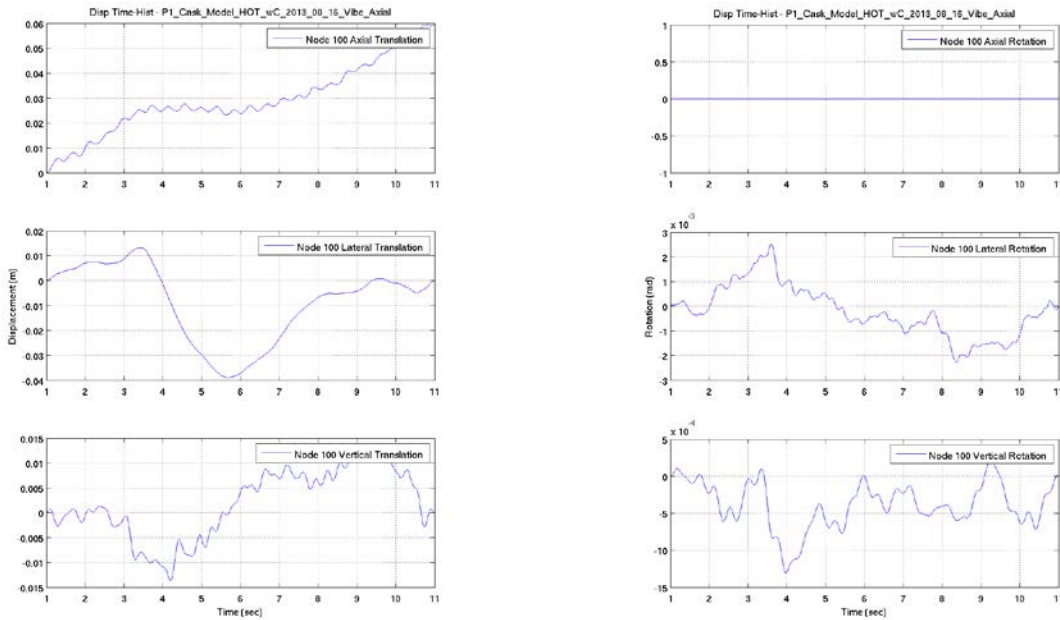 Disp Time-Hist - P1_Cask_Model_HOT_wC_2013_08_16_Vibe_Axial
0.06
0.05
0.04
0.03
0.02
0.01
0
Node 100 Axial Translation
1 2 3 4 5 6 7 8 9 10 11
0.02
0.01
0
-0.01
-0.02
-0.03
-0.04
Displacement (m)
Node 100 Lateral Translation
1 2 3 4 5 6 7 8 9 10 11
0.015
0.01
0.005
0
-0.005
-0.01
-0.015
Node 100 Vertical Translation
1 2 3 4 5 6 7 8 9 10 11
Time (sec)
Disp Time-Hist - P1_Cask_Model_HOT_wC_2013_08_16_Vibe_Axial
1
0.5
0
-0.5
-1
Node 100 Axial Rotation
1 2 3 4 5 6 7 8 9 10 11
x 10⁻³
3
2
1
0
-1
-2
-3
Rotation (rad)
Node 100 Lateral Rotation
1 2 3 4 5 6 7 8 9 10 11
x 10⁻⁴
5
0
-5
-10
-15
Node 100 Vertical Rotation
1 2 3 4 5 6 7 8 9 10 11
Time (sec)